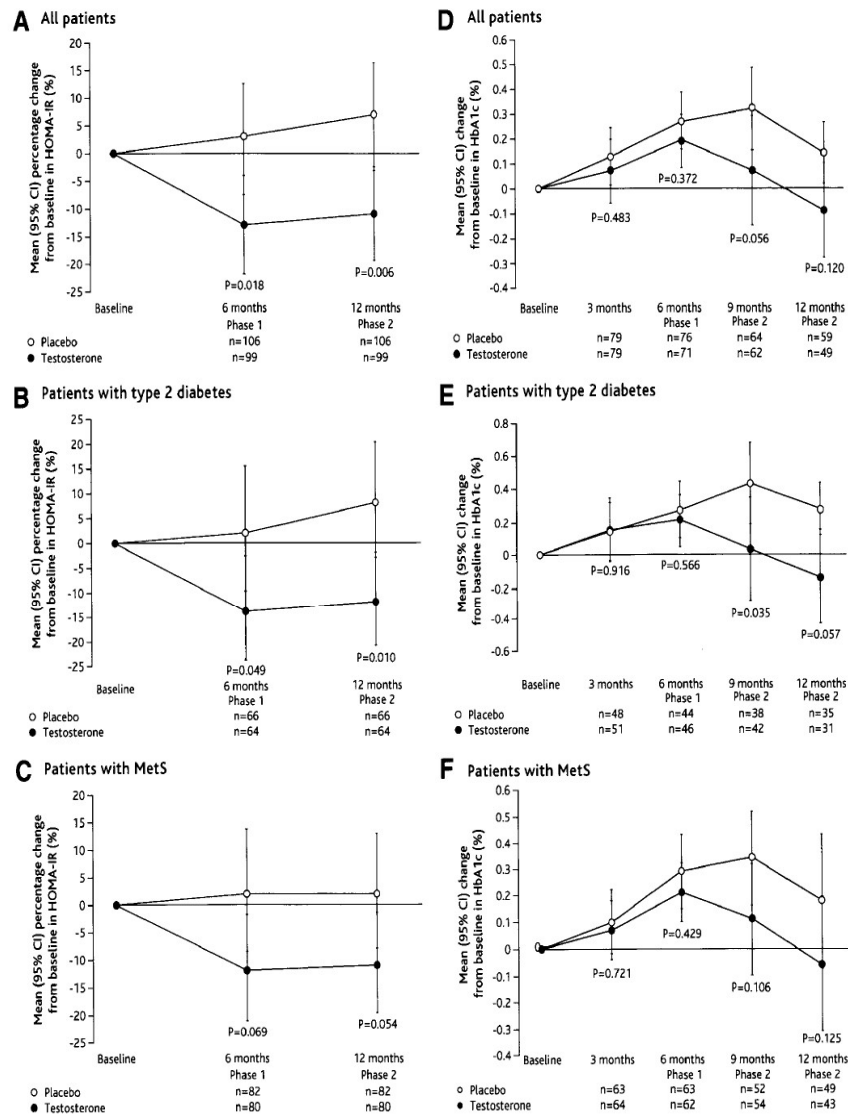 A All patients
Mean (95% CI) percentage change
from baseline in HOMA-IR (%)
20
15
10
5
0
-5
-10
-15
-20
-25
P=0.018
P=0.006
Baseline
6 months
Phase 1
12 months
Phase 2
Placebo n=106 n=106
Testosterone n=99 n=99
B Patients with type 2 diabetes
Mean (95% CI) percentage change
from baseline in HOMA-IR (%)
25
20
15
10
5
0
-5
-10
-15
-20
-25
P=0.049
P=0.010
Baseline
6 months
Phase 1
12 months
Phase 2
Placebo n=66 n=66
Testosterone n=64 n=64
C Patients with MetS
Mean (95% CI) percentage change
from baseline in HOMA-IR (%)
20
15
10
5
0
-5
-10
-15
-20
-25
P=0.069
P=0.054
Baseline
6 months
Phase 1
12 months
Phase 2
Placebo n=82 n=82
Testosterone n=80 n=80
D All patients
Mean (95% CI) change
from baseline in HbA1c (%)
0.6
0.5
0.4
0.3
0.2
0.1
0
-0.1
-0.2
-0.3
-0.4
P=0.483
P=0.372
P=0.056
P=0.120
Baseline
3 months
6 months
Phase 1
9 months
Phase 2
12 months
Phase 2
Placebo n=79 n=76 n=64 n=59
Testosterone n=79 n=71 n=62 n=49
E Patients with type 2 diabetes
Mean (95% CI) change
from baseline in HbA1c (%)
0.8
0.6
0.4
0.2
0
-0.2
-0.4
-0.6
P=0.916
P=0.566
P=0.035
P=0.057
Baseline
3 months
6 months
Phase 1
9 months
Phase 2
12 months
Phase 2
Placebo n=48 n=44 n=38 n=35
Testosterone n=51 n=46 n=42 n=31
F Patients with MetS
Mean (95% CI) change
from baseline in HbA1c (%)
0.6
0.5
0.4
0.3
0.2
0.1
0
-0.1
-0.2
-0.3
-0.4
P=0.721
P=0.429
P=0.106
P=0.125
Baseline
3 months
6 months
Phase 1
9 months
Phase 2
12 months
Phase 2
Placebo n=63 n=63 n=52 n=49
Testosterone n=64 n=62 n=54 n=43